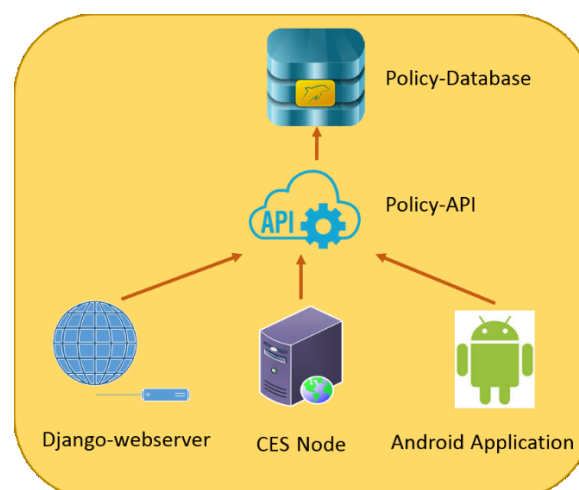 Policy-Database
API
Policy-API
Django-webserver
CES Node
Android Application